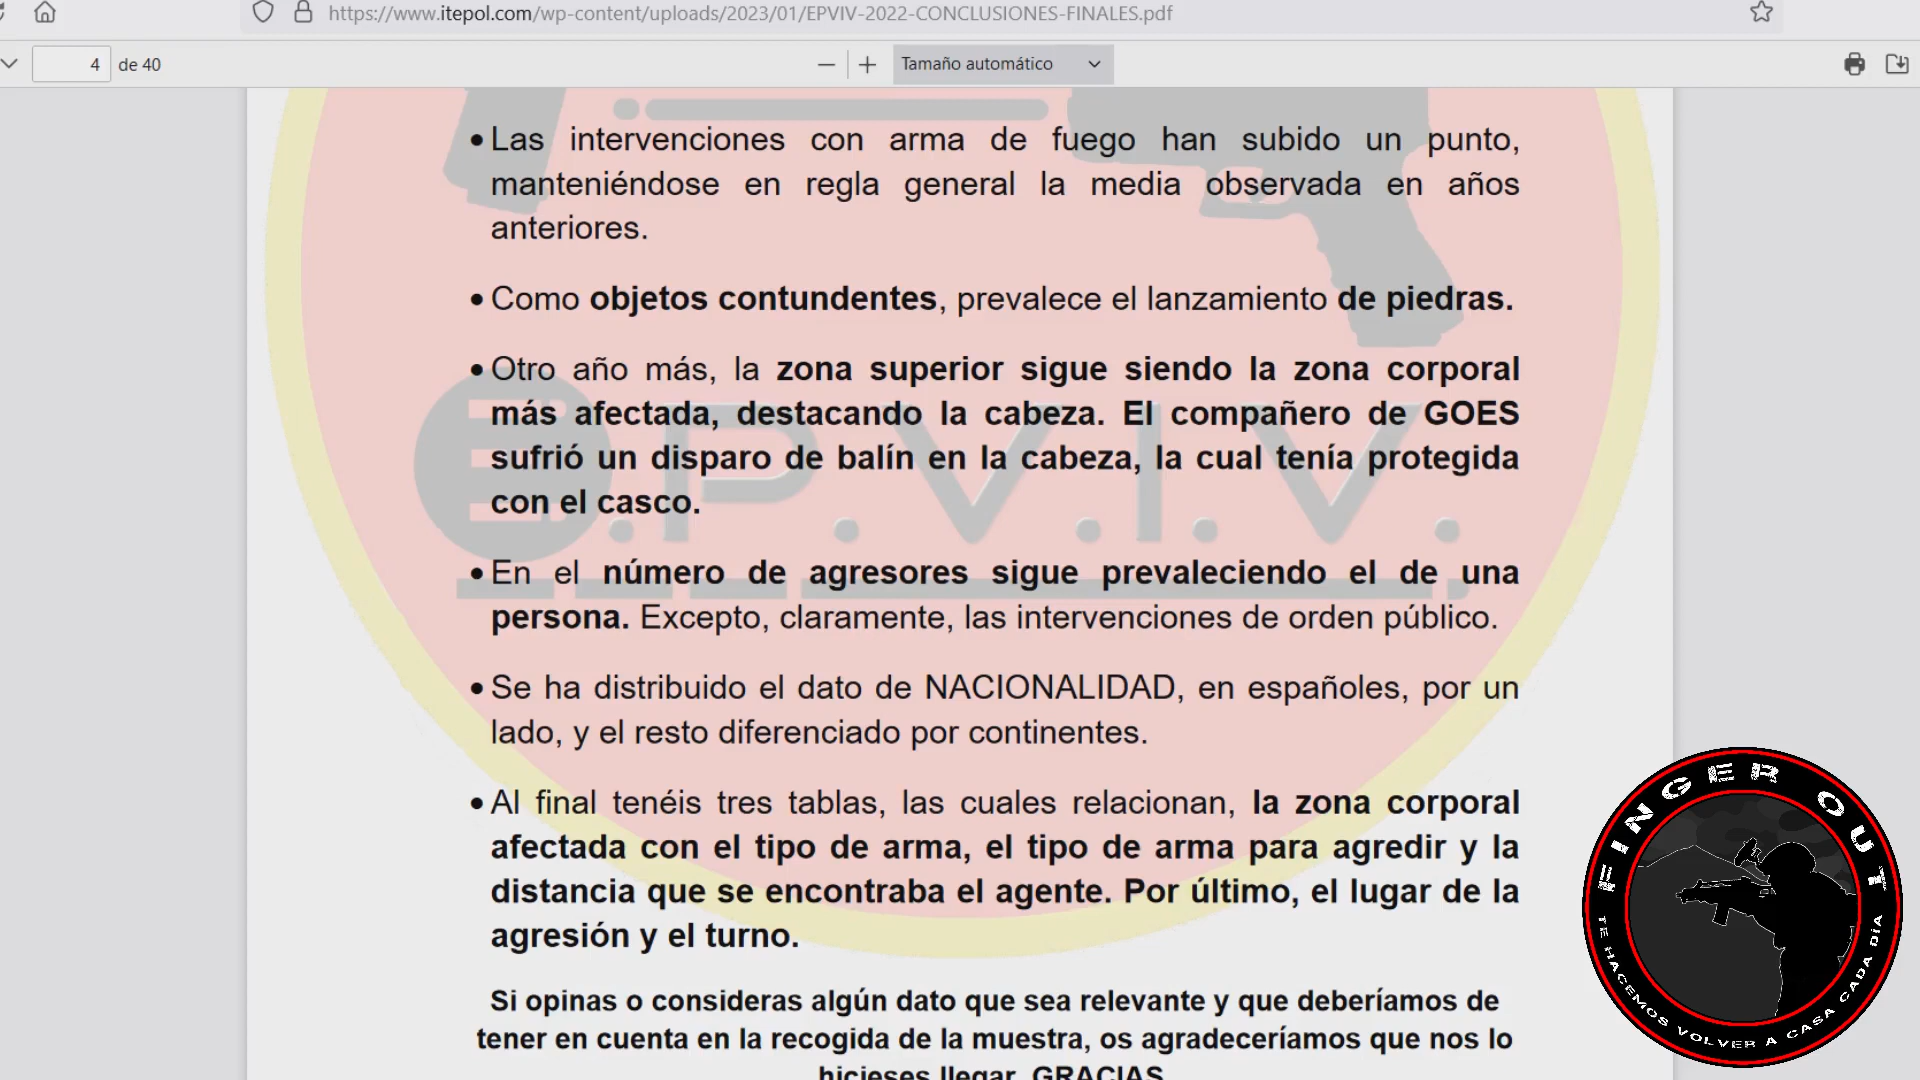 https://www.itepol.com/wp-content/uploads/2023/01/EPVIV-2022-CONCLUSIONES-FINALES.pdf
4 de 40
Tamaño automático
• Las intervenciones con arma de fuego han subido un punto,
manteniéndose en regla general la media observada en años
anteriores.
• Como objetos contundentes, prevalece el lanzamiento de piedras.
• Otro año más, la zona superior sigue siendo la zona corporal
más afectada, destacando la cabeza. El compañero de GOES
sufrió un disparo de balín en la cabeza, la cual tenía protegida
con el casco.
• En el número de agresores sigue prevaleciendo el de una
persona. Excepto, claramente, las intervenciones de orden público.
• Se ha distribuido el dato de NACIONALIDAD, en españoles, por un
lado, y el resto diferenciado por continentes.
• Al final tenéis tres tablas, las cuales relacionan, la zona corporal
afectada con el tipo de arma, el tipo de arma para agredir y la
distancia que se encontraba el agente. Por último, el lugar de la
agresión y el turno.
Si opinas o consideras algún dato que sea relevante y que deberíamos de
tener en cuenta en la recogida de la muestra, os agradeceríamos que nos lo
hicieses llegar. GRACIAS
E.P.V.I.V.
FINGER OUT
TE HACEMOS VOLVER A CASA CADA DÍA